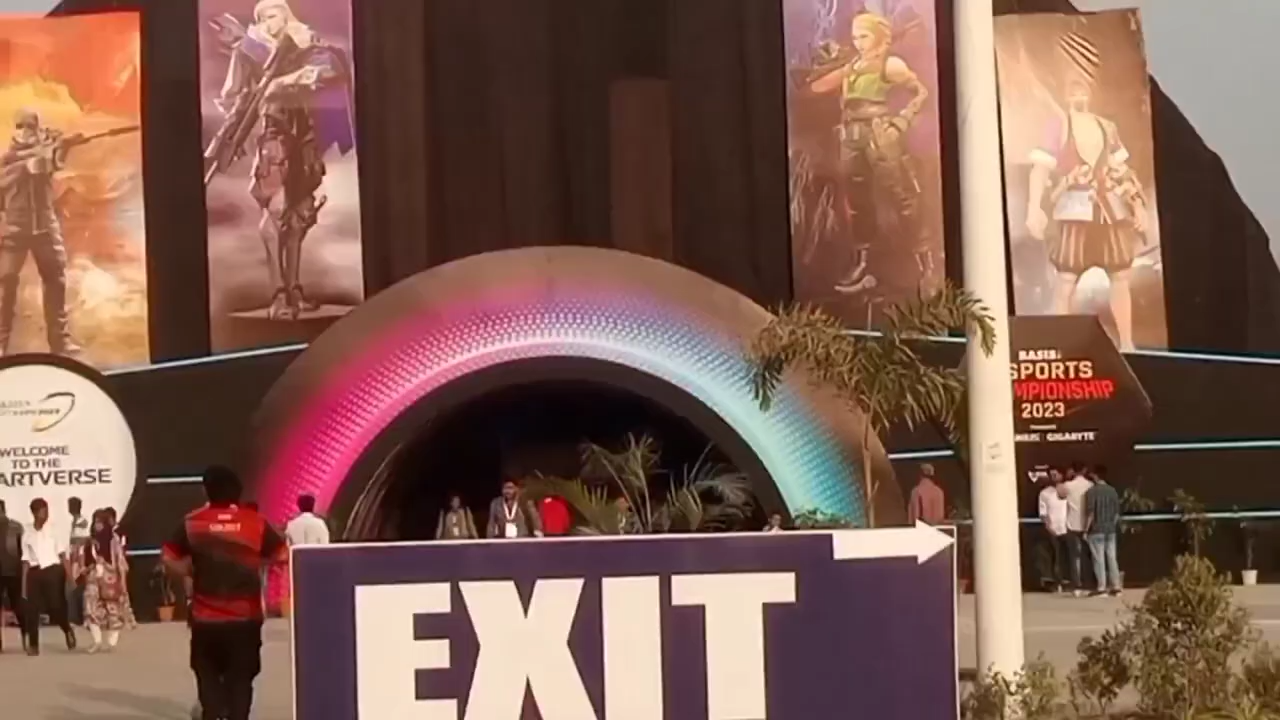 WELCOME
TO THE
ARTVERSE
BASIS
SPORTS
MPIONSHIP
2023
GIGABYTE
EXIT